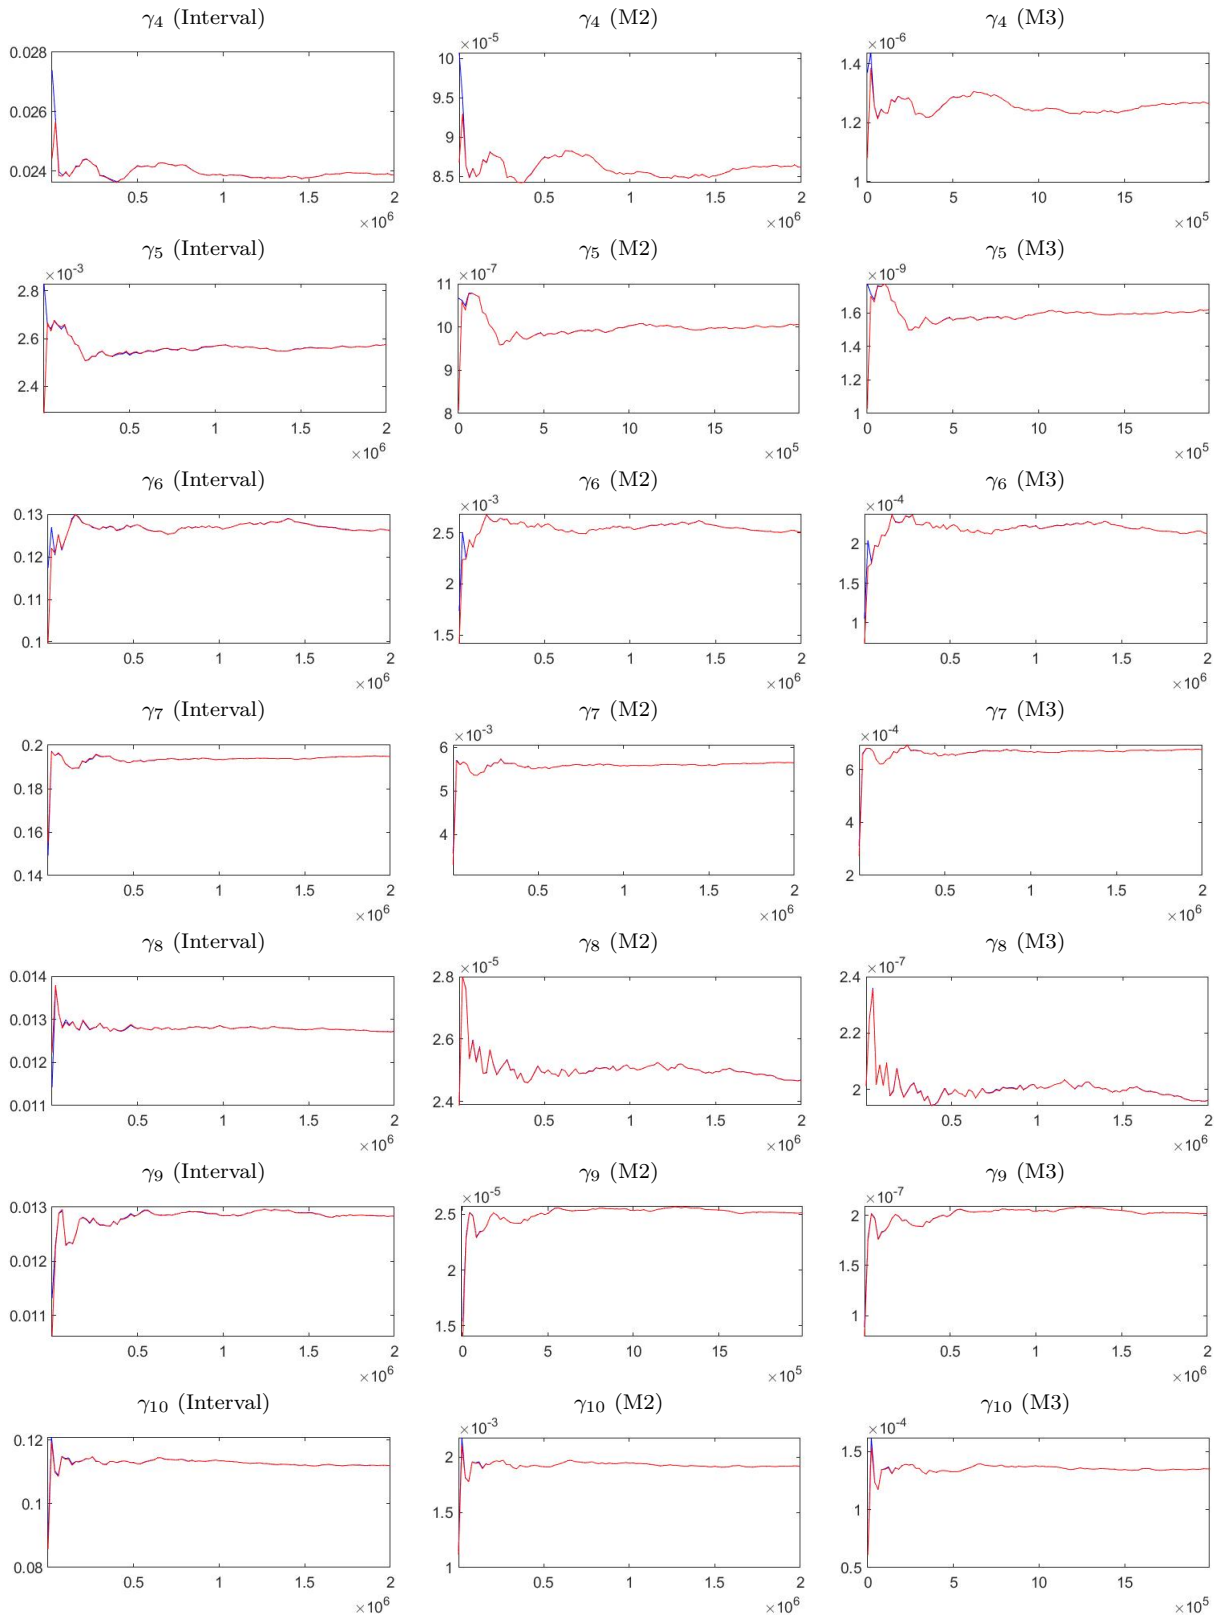 γ4 (Interval) γ4 (M2) γ4 (M3)
0.028 0.026 0.024 0.5 1 1.5 2 ×10^6
×10^-5 10 9.5 9 8.5 0.5 1 1.5 2 ×10^6
×10^-6 1.4 1.2 1 0 5 10 15 ×10^5
γ5 (Interval) γ5 (M2) γ5 (M3)
×10^-3 2.8 2.6 2.4 0.5 1 1.5 2 ×10^6
×10^-7 11 10 9 8 0 5 10 15 ×10^5
×10^-9 1.6 1.4 1.2 1 0 5 10 15 ×10^5
γ6 (Interval) γ6 (M2) γ6 (M3)
0.13 0.12 0.11 0.1 0.5 1 1.5 2 ×10^6
×10^-3 2.5 2 1.5 0.5 1 1.5 2 ×10^6
×10^-4 2 1.5 1 0.5 1 1.5 2 ×10^6
γ7 (Interval) γ7 (M2) γ7 (M3)
0.2 0.18 0.16 0.14 0.5 1 1.5 2 ×10^6
×10^-3 6 5 4 0.5 1 1.5 2 ×10^6
×10^-4 6 4 2 0.5 1 1.5 2 ×10^6
γ8 (Interval) γ8 (M2) γ8 (M3)
0.014 0.013 0.012 0.011 0.5 1 1.5 2 ×10^6
×10^-5 2.8 2.6 2.4 0.5 1 1.5 2 ×10^6
×10^-7 2.4 2.2 2 0.5 1 1.5 2 ×10^6
γ9 (Interval) γ9 (M2) γ9 (M3)
0.013 0.012 0.011 0.5 1 1.5 2 ×10^6
×10^-5 2.5 2 1.5 0 5 10 15 ×10^5
×10^-7 2 1.5 1 0.5 1 1.5 2 ×10^6
γ10 (Interval) γ10 (M2) γ10 (M3)
0.12 0.1 0.08 0.5 1 1.5 2 ×10^6
×10^-3 2 1.5 1 0.5 1 1.5 2 ×10^6
×10^-4 1.5 1 0.5 0 5 10 15 ×10^5